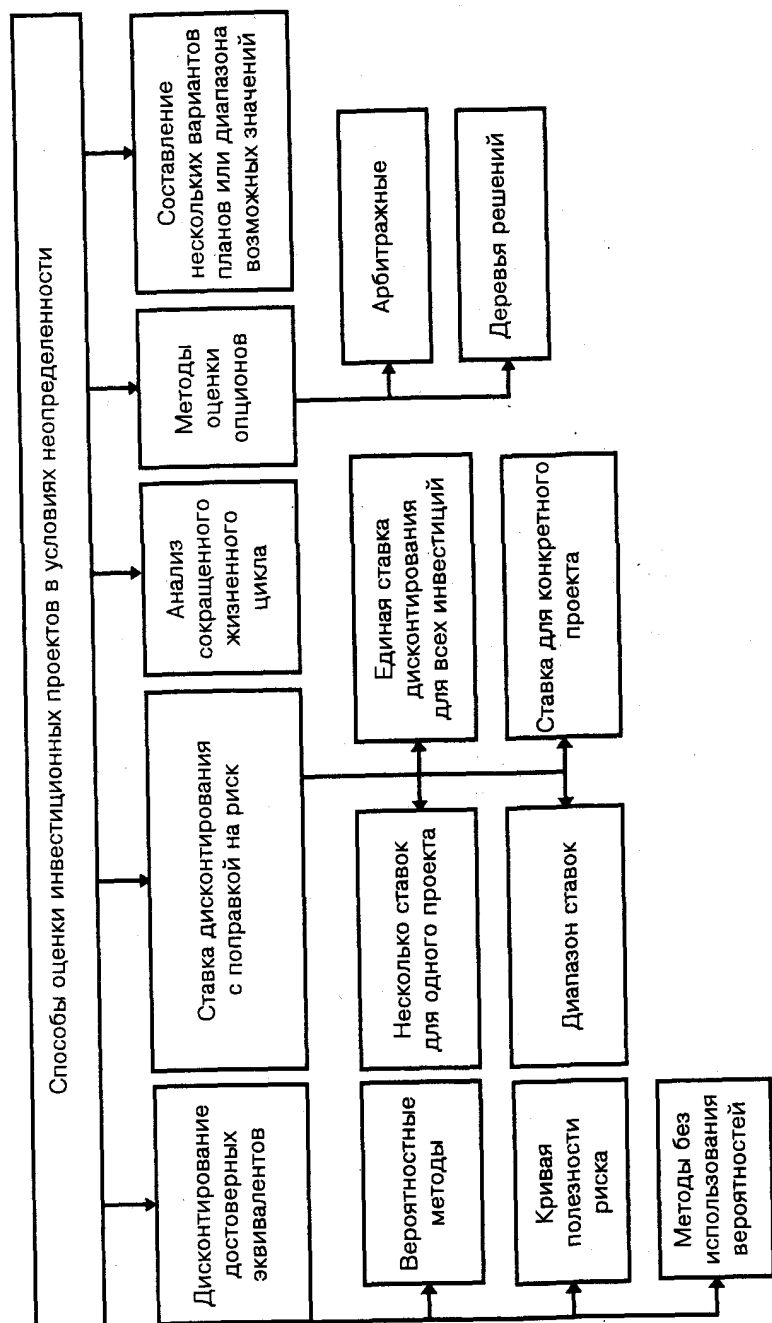 Способы оценки инвестиционных проектов в условиях неопределенности
Дисконтирование
достоверных
эквивалентов
Ставка дисконтирования
с поправкой на риск
Анализ
сокращенного
жизненного
цикла
Методы
оценки
опционов
Составление
нескольких вариантов
планов или диапазона
возможных значений
Вероятностные
методы
Несколько ставок
для одного проекта
Единая ставка
дисконтирования
для всех инвестиций
Арбитражные
Кривая
полезности
риска
Диапазон ставок
Ставка для конкретного
проекта
Деревья решений
Методы без
использования
вероятностей